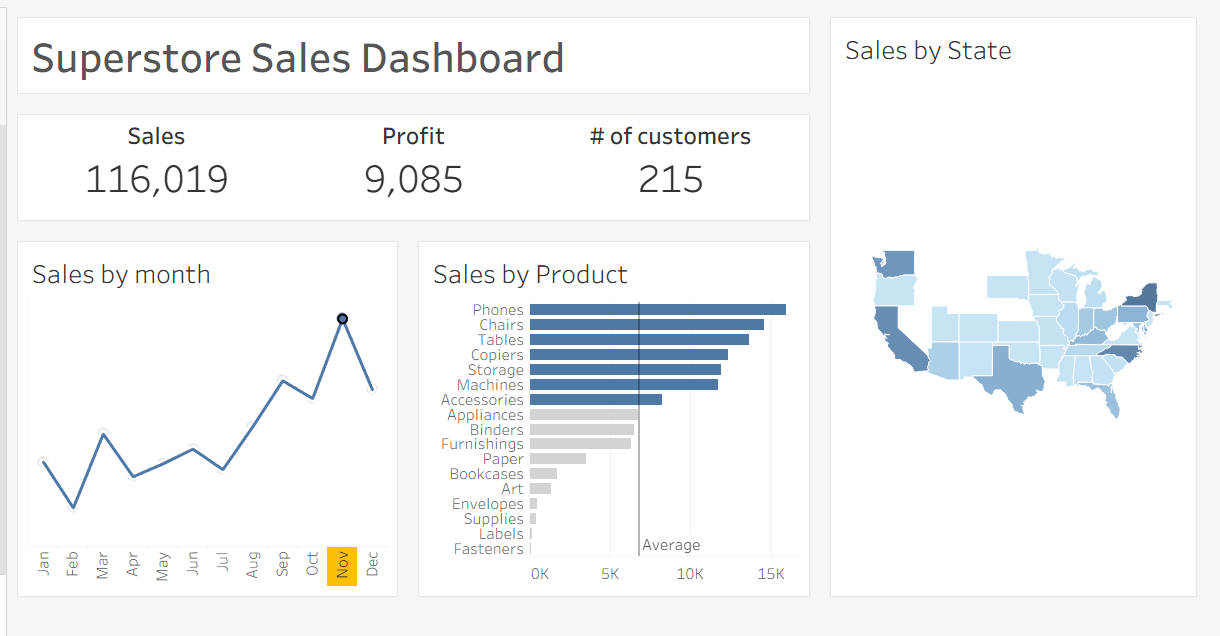 Superstore Sales Dashboard
Sales Profit # of customers
116,019 9,085 215
Sales by month
Jan Feb Mar Apr May Jun Jul Aug Sep Oct Nov Dec
Sales by Product
Phones
Chairs
Tables
Copiers
Storage
Machines
Accessories
Appliances
Binders
Furnishings
Paper
Bookcases
Art
Envelopes
Supplies
Labels
Fasteners
Average
0K 5K 10K 15K
Sales by State